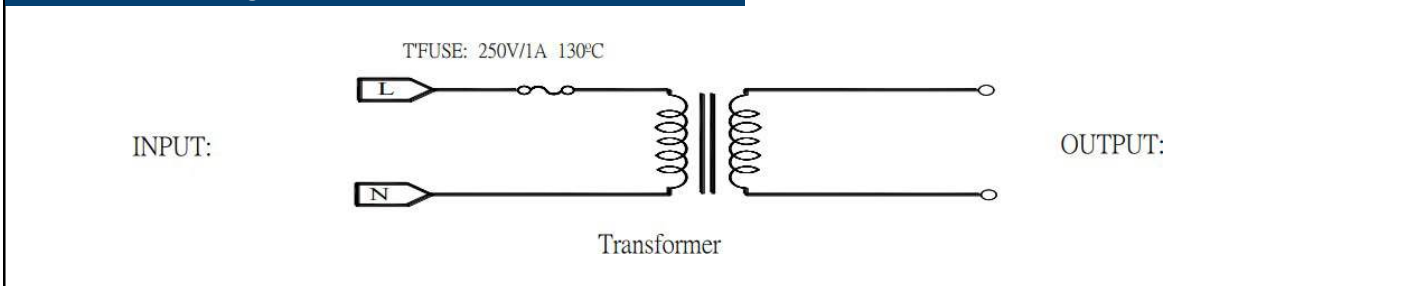 T'FUSE: 250V/1A 130ºC
L
INPUT:
OUTPUT:
N
Transformer